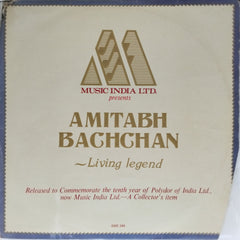 MUSIC INDIA LTD.
presents
AMITABH
BACHCHAN
~Living legend
Released to Commemorate the tenth year of Polydor of India Ltd.,
now Music India Ltd.—A Collector's item